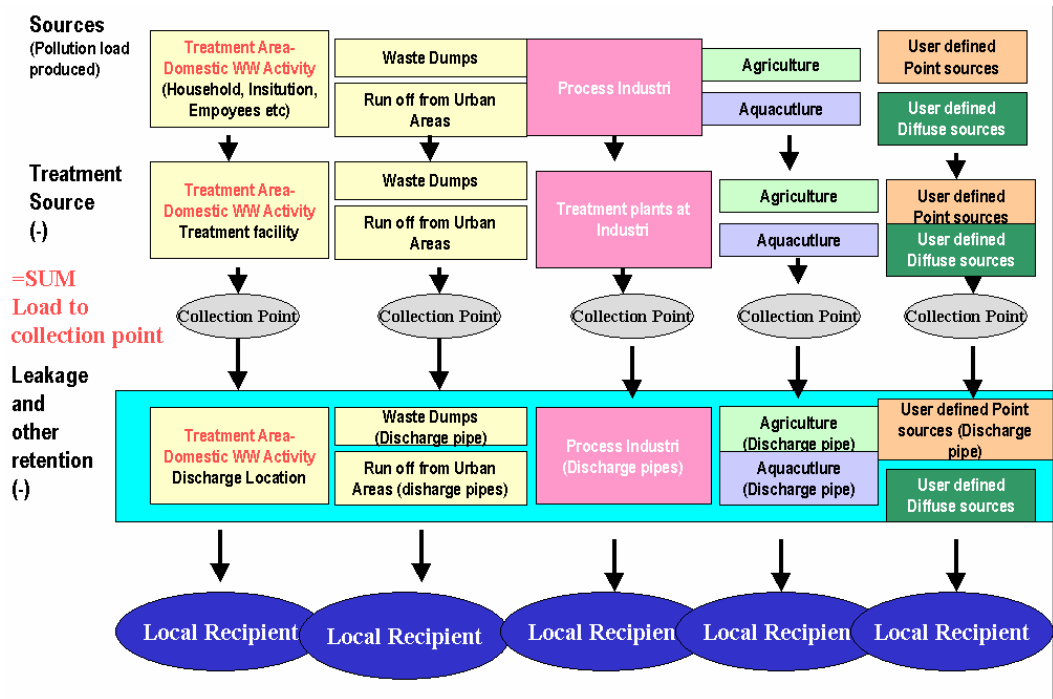 Sources
(Pollution load
produced)
Treatment Area-
Domestic WW Activity
(Household, Insitution,
Empoyees etc)
Waste Dumps
Run off from Urban
Areas
Process Industri
Agriculture
Aquacutlure
User defined
Point sources
User defined
Diffuse sources
Treatment
Source
(-)
Treatment Area-
Domestic WW Activity
Treatment facility
Waste Dumps
Run off from Urban
Areas
Treatment plants at
Industri
Agriculture
Aquacutlure
User defined
Point sources
User defined
Diffuse sources
=SUM
Load to
collection point
Collection Point
Collection Point
Collection Point
Collection Point
Collection Point
Leakage
and
other
retention
(-)
Treatment Area-
Domestic WW Activity
Discharge Location
Waste Dumps
(Discharge pipe)
Run off from Urban
Areas (disharge pipes)
Process Industri
(Discharge pipes)
Agriculture
(Discharge pipe)
Aquacutlure
(Discharge pipe)
User defined Point
sources (Discharge
pipe)
User defined
Diffuse sources
Local Recipient
Local Recipient
Local Recipien
Local Recipient
Local Recipient